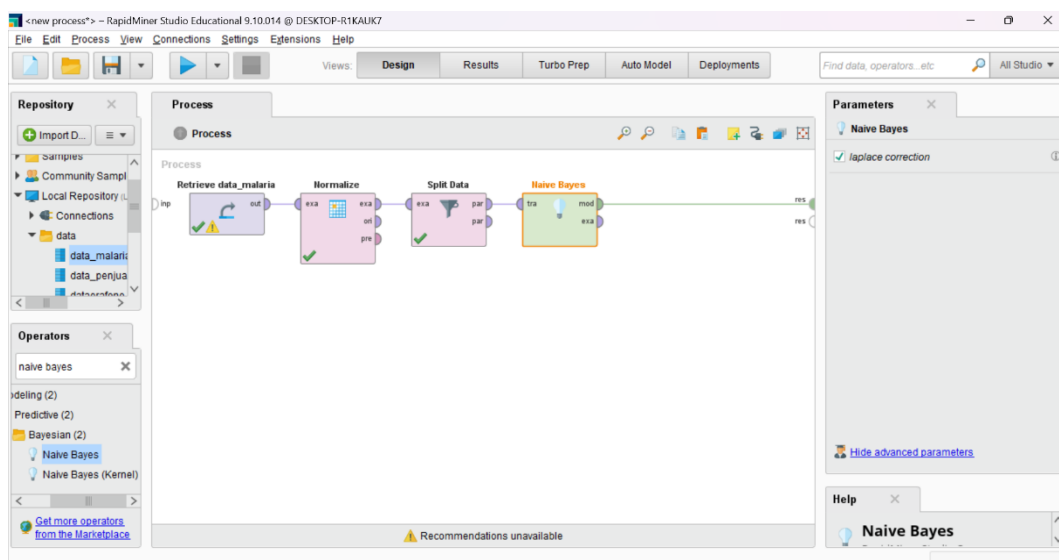 <new process*> – RapidMiner Studio Educational 9.10.014 @ DESKTOP-R1KAUK7
File Edit Process View Connections Settings Extensions Help
Views: Design Results Turbo Prep Auto Model Deployments
Find data, operators...etc
All Studio
Repository
Import D...
Samples
Community Sampl
Local Repository
Connections
data
data_malaria
data_penjua
Operators
naive bayes
odeling (2)
Predictive (2)
Bayesian (2)
Naive Bayes
Naive Bayes (Kernel)
Get more operators
from the Marketplace
Process
Process
Process
Retrieve data_malaria Normalize Split Data Naive Bayes
inp out exa exa exa par tra mod res
ori par exa res
pre
Recommendations unavailable
Parameters
Naive Bayes
laplace correction
Hide advanced parameters
Help
Naive Bayes